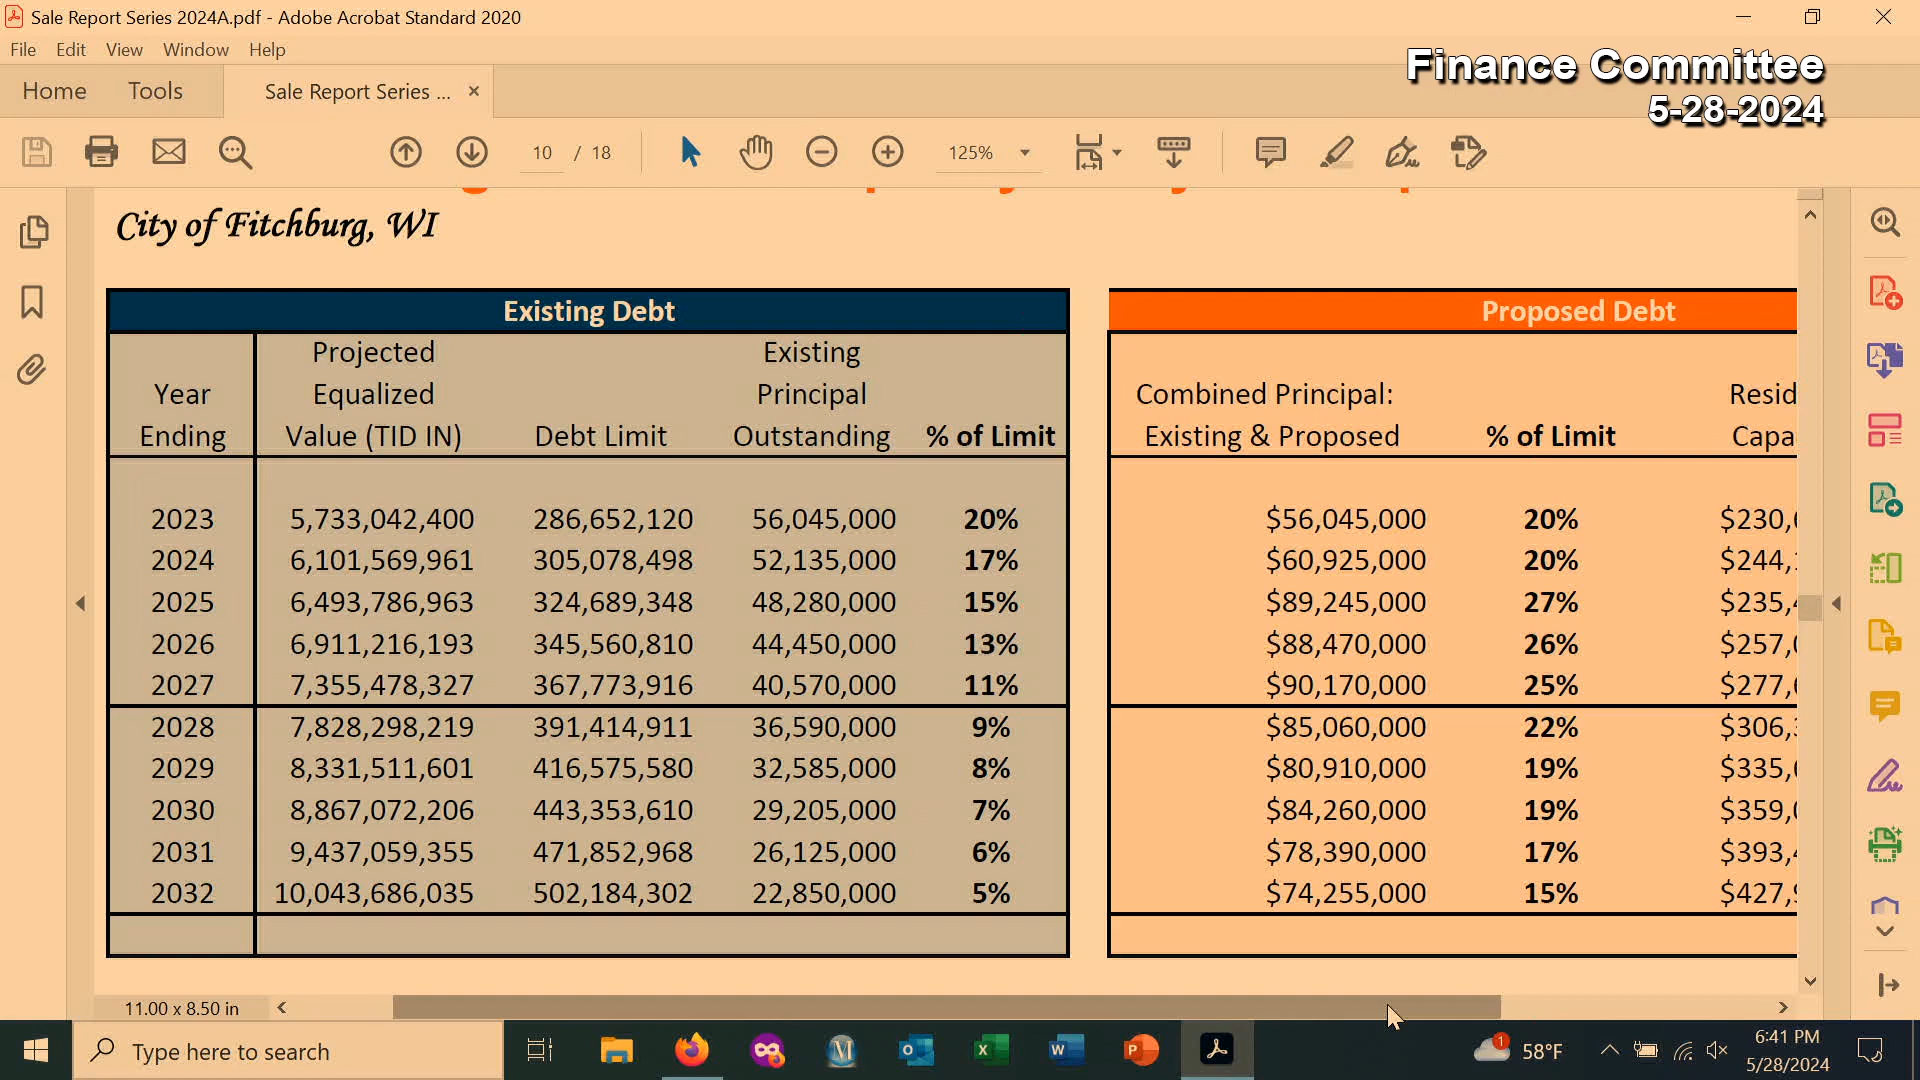 Sale Report Series 2024A.pdf - Adobe Acrobat Standard 2020
File Edit View Window Help
Finance Committee
5-28-2024
Home Tools Sale Report Series ... ×
10 / 18 125%
City of Fitchburg, WI
Existing Debt
Year Ending Projected Equalized Value (TID IN) Debt Limit Existing Principal Outstanding % of Limit
2023 5,733,042,400 286,652,120 56,045,000 20%
2024 6,101,569,961 305,078,498 52,135,000 17%
2025 6,493,786,963 324,689,348 48,280,000 15%
2026 6,911,216,193 345,560,810 44,450,000 13%
2027 7,355,478,327 367,773,916 40,570,000 11%
2028 7,828,298,219 391,414,911 36,590,000 9%
2029 8,331,511,601 416,575,580 32,585,000 8%
2030 8,867,072,206 443,353,610 29,205,000 7%
2031 9,437,059,355 471,852,968 26,125,000 6%
2032 10,043,686,035 502,184,302 22,850,000 5%
Proposed Debt
Combined Principal: Existing & Proposed % of Limit
$56,045,000 20%
$60,925,000 20%
$89,245,000 27%
$88,470,000 26%
$90,170,000 25%
$85,060,000 22%
$80,910,000 19%
$84,260,000 19%
$78,390,000 17%
$74,255,000 15%
11.00 x 8.50 in
Type here to search
58°F
6:41 PM
5/28/2024